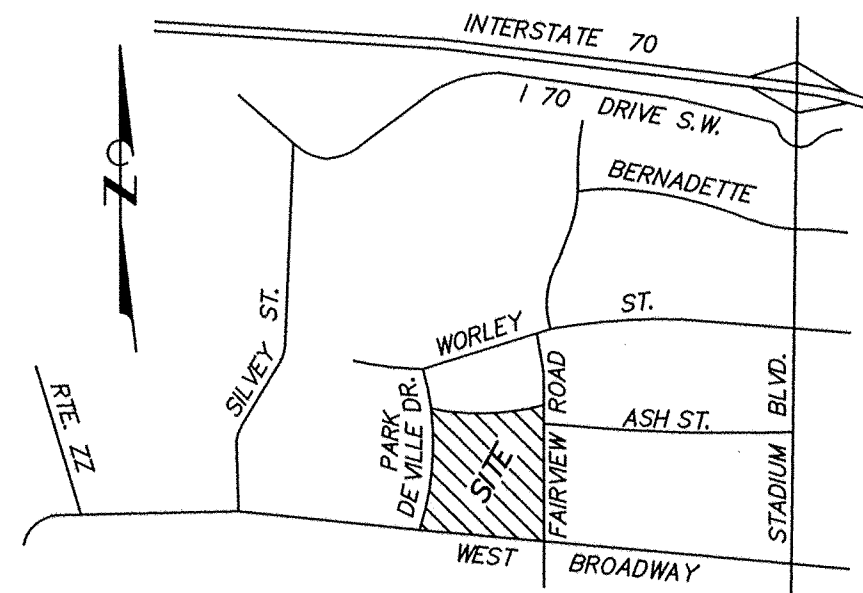 INTERSTATE 70
I 70 DRIVE S.W.
BERNADETTE
N
SILVEY ST.
WORLEY ST.
RTE. ZZ
PARK
DEVILLE DR.
SITE
FAIRVIEW ROAD
ASH ST.
STADIUM BLVD.
WEST BROADWAY